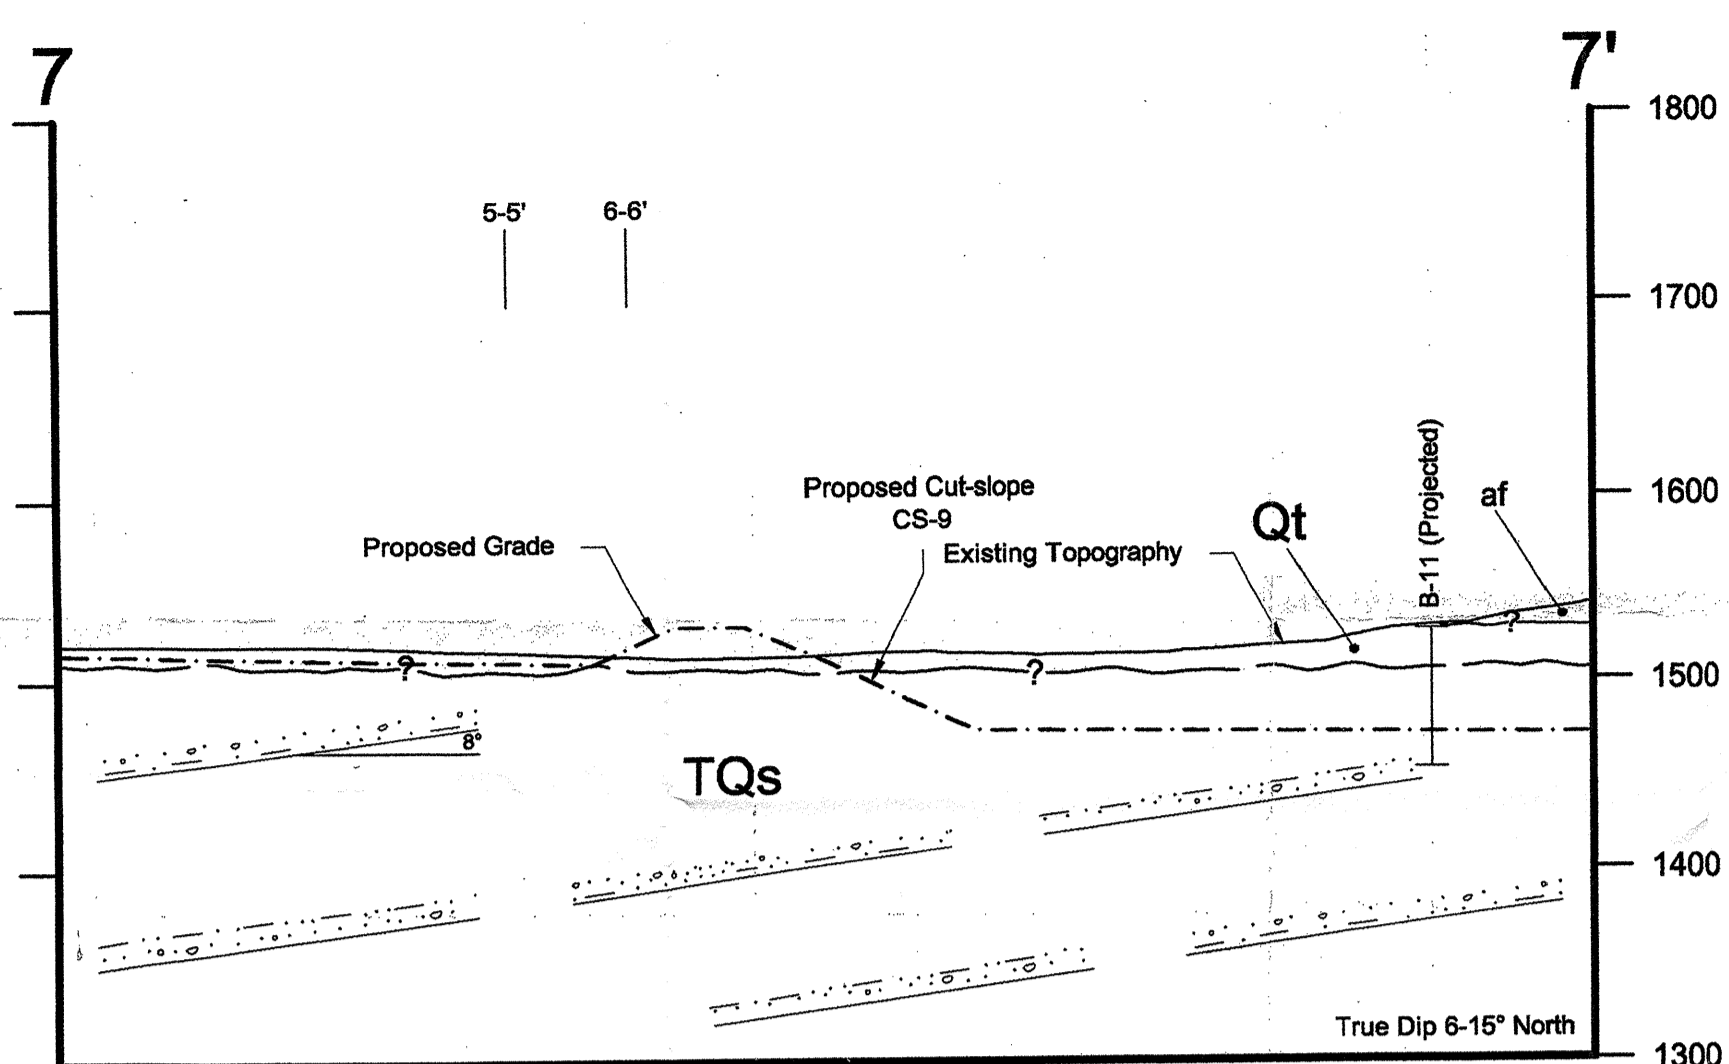 7
7'
1800
5-5'
6-6'
1700
Proposed Cut-slope
CS-9
1600
af
Qt
B-11 (Projected)
Proposed Grade
Existing Topography
?
?
?
1500
8°
TQs
1400
True Dip 6-15° North
1300